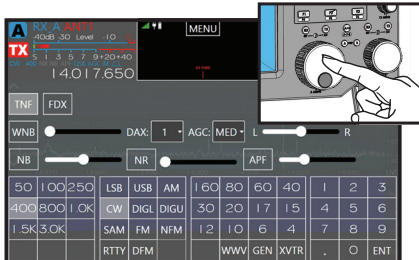 A RX_A ANT1
-40dB -30 Level -10
MENU
TX
S 1 3 5 7 9+20+40
14.017.650
TNF FDX
WNB DAX: 1 AGC: MED L R
NB NR APF
50 100 250 LSB USB AM 160 80 60 40 1 2 3
400 800 1.0K CW DIGL DIGU 30 20 17 15 4 5 6
1.5K 3.0K SAM FM NFM 12 10 6 4 7 8 9
RTTY DFM WWV GEN XVTR . 0 ENT